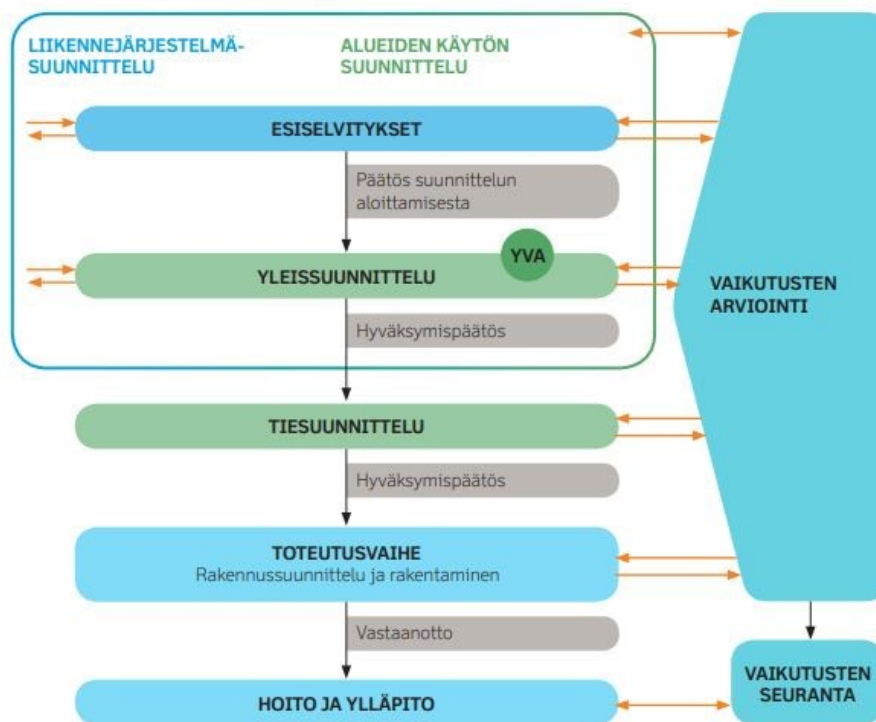 LIIKENNEJÄRJESTELMÄ-
SUUNNITTELU
ALUEIDEN KÄYTÖN
SUUNNITTELU
ESISELVITYKSET
Päätös suunnittelun
aloittamisesta
YVA
YLEISSUUNNITTELU
VAIKUTUSTEN
ARVIOINTI
Hyväksymispäätös
TIESUUNNITTELU
Hyväksymispäätös
TOTEUTUSVAIHE
Rakennussuunnittelu ja rakentaminen
Vastaanotto
HOITO JA YLLÄPITO
VAIKUTUSTEN
SEURANTA